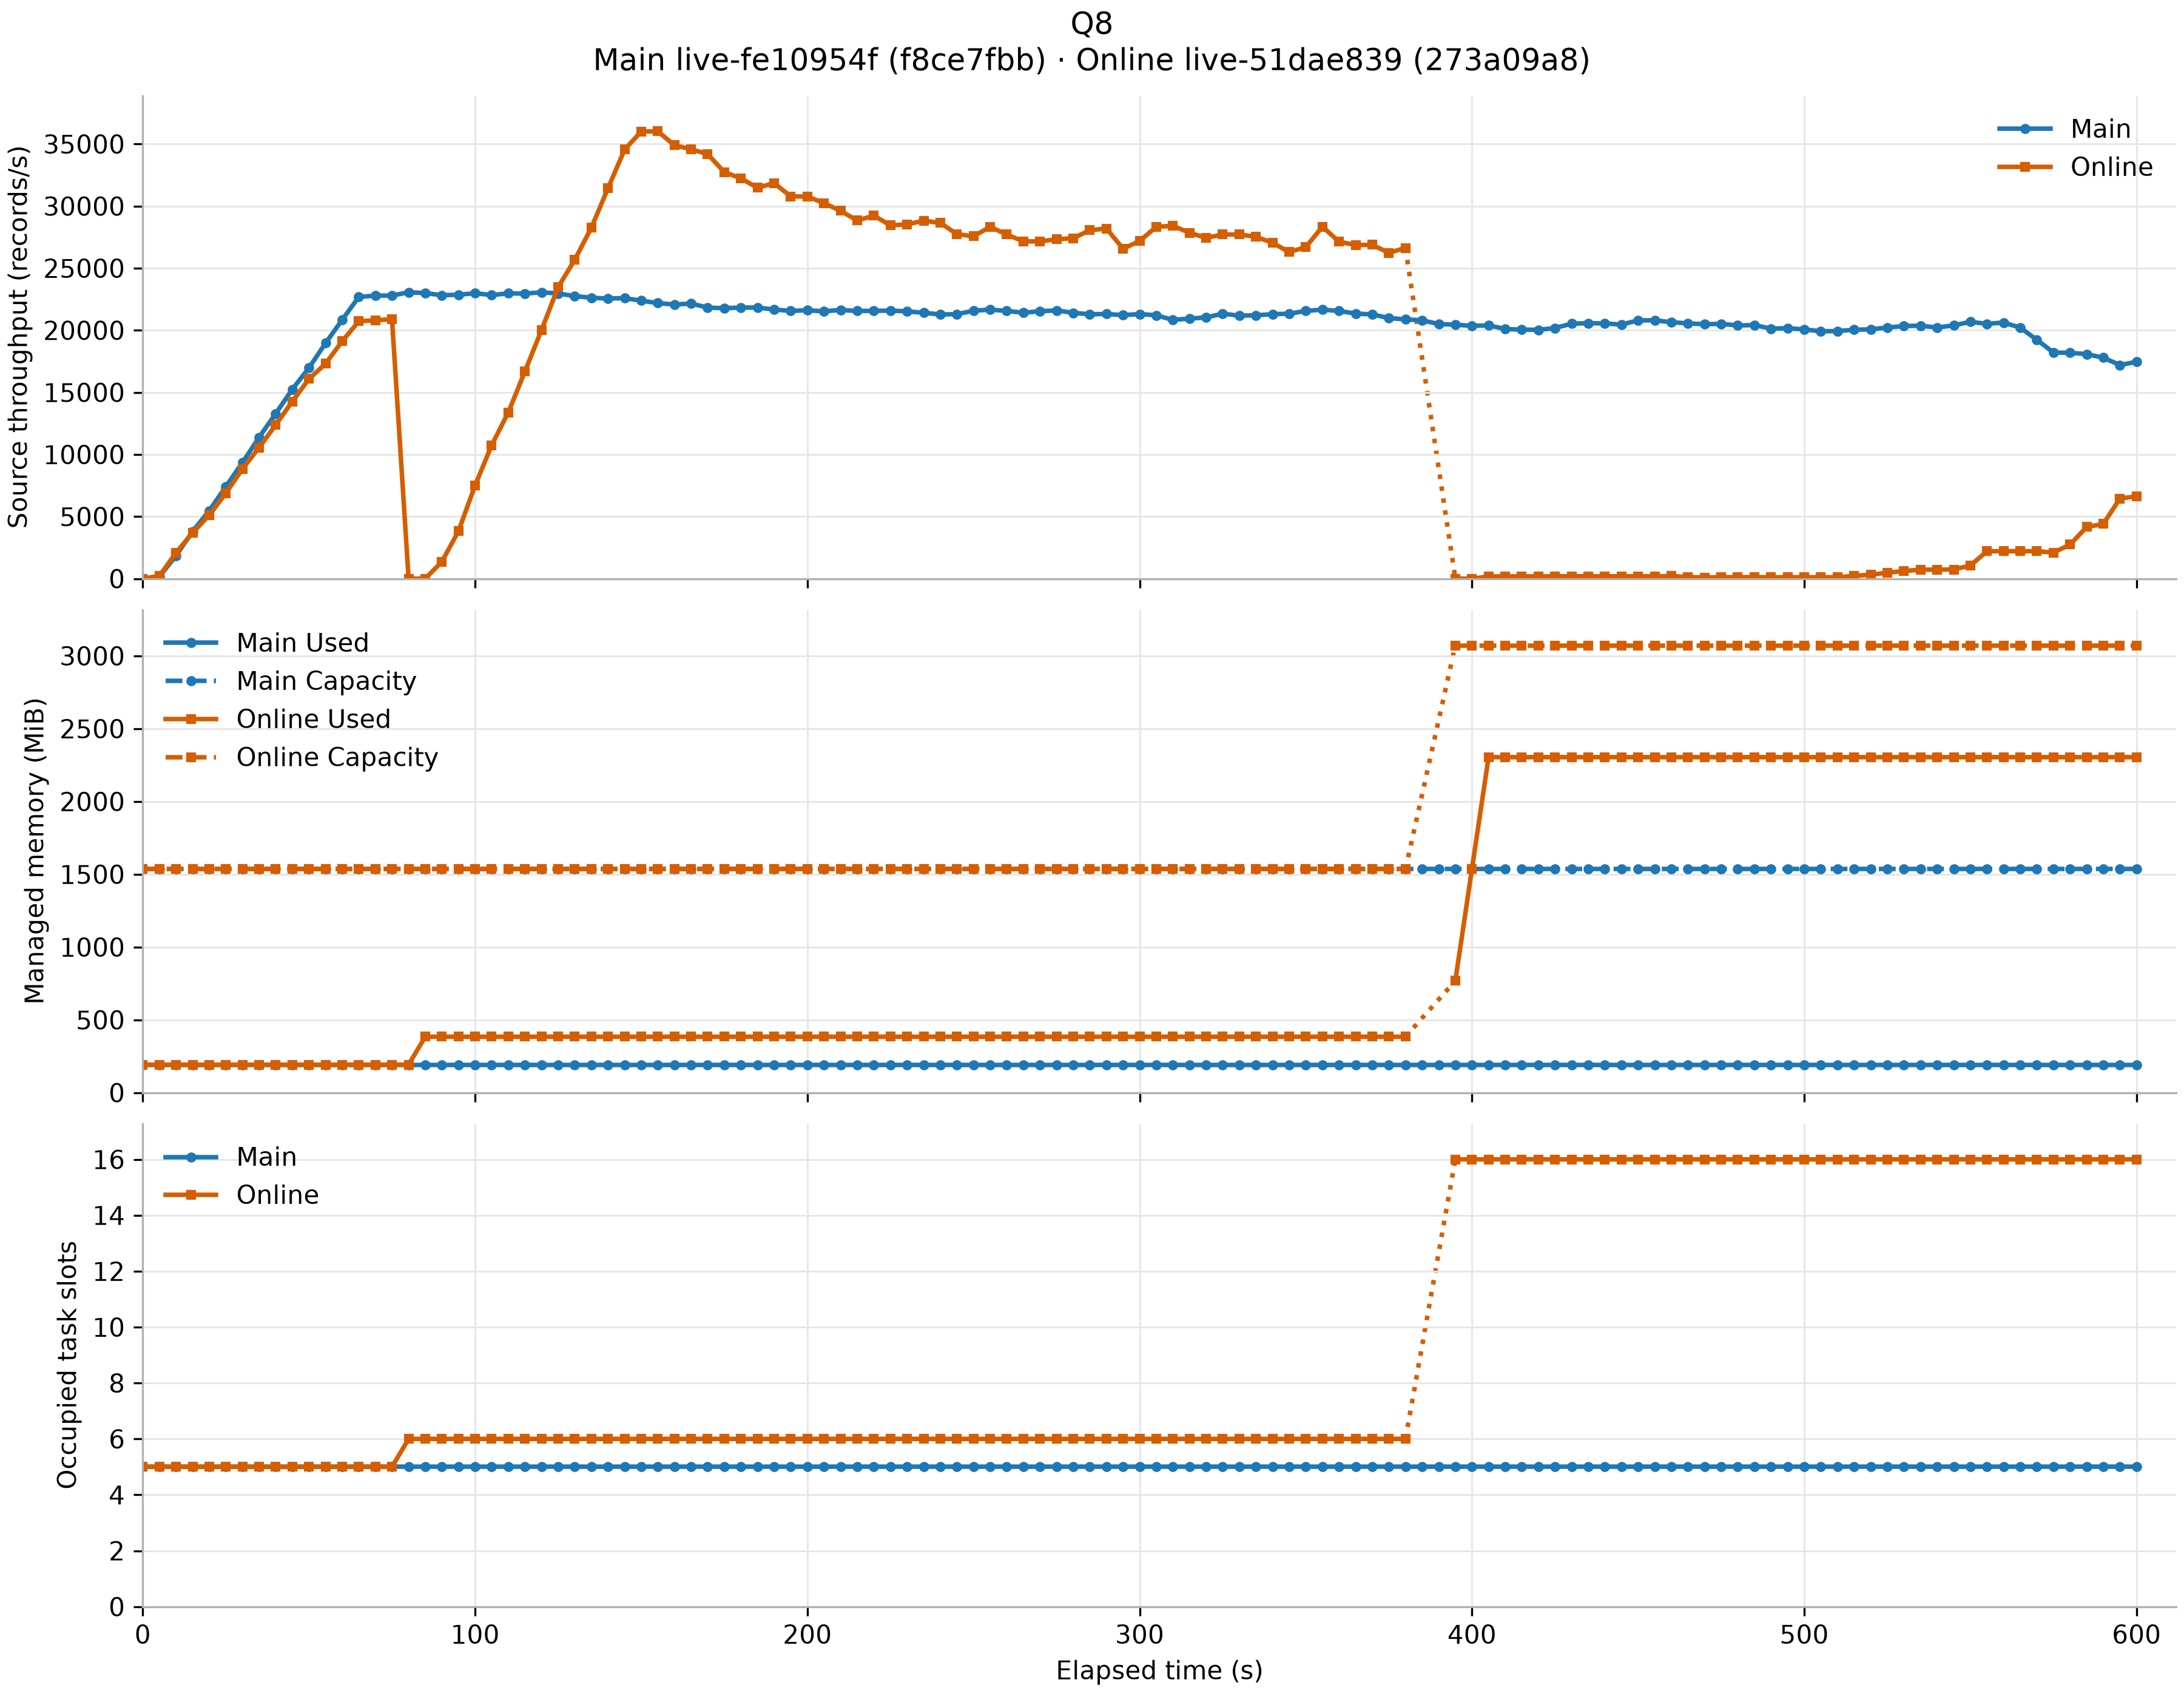 Q8
Main live-fe10954f (f8ce7fbb) · Online live-51dae839 (273a09a8)
Source throughput (records/s)
35000
30000
25000
20000
15000
10000
5000
0
Main
Online
Managed memory (MiB)
3000
2500
2000
1500
1000
500
0
Main Used
Main Capacity
Online Used
Online Capacity
Occupied task slots
16
14
12
10
8
6
4
2
0
Main
Online
0 100 200 300 400 500 600
Elapsed time (s)